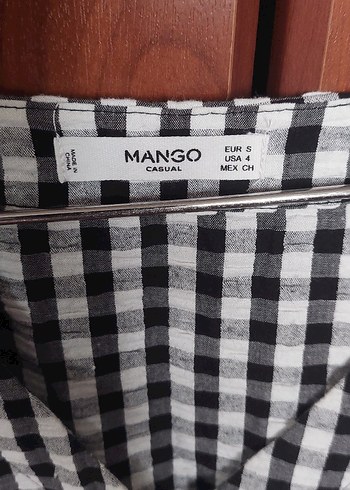 MADE IN
CHINA
MANGO
CASUAL
EUR S
USA 4
MEX CH